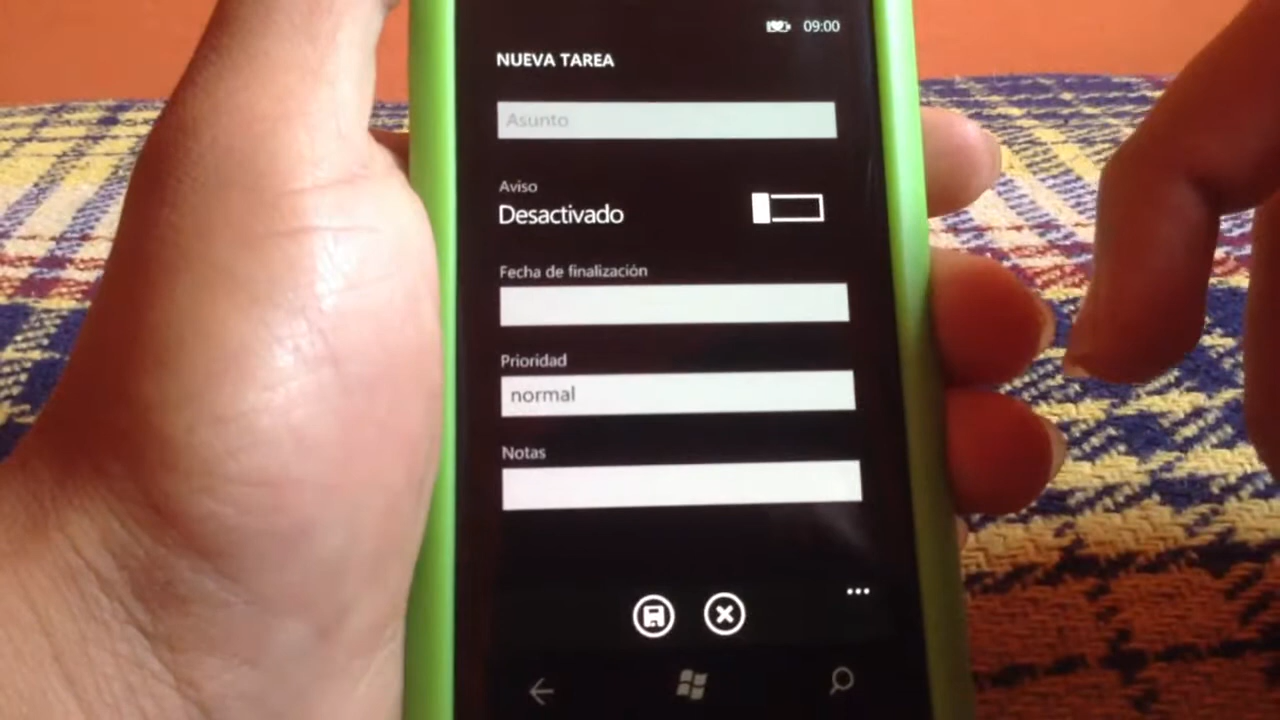 09:00
NUEVA TAREA
Asunto
Aviso
Desactivado
Fecha de finalización
Prioridad
normal
Notas